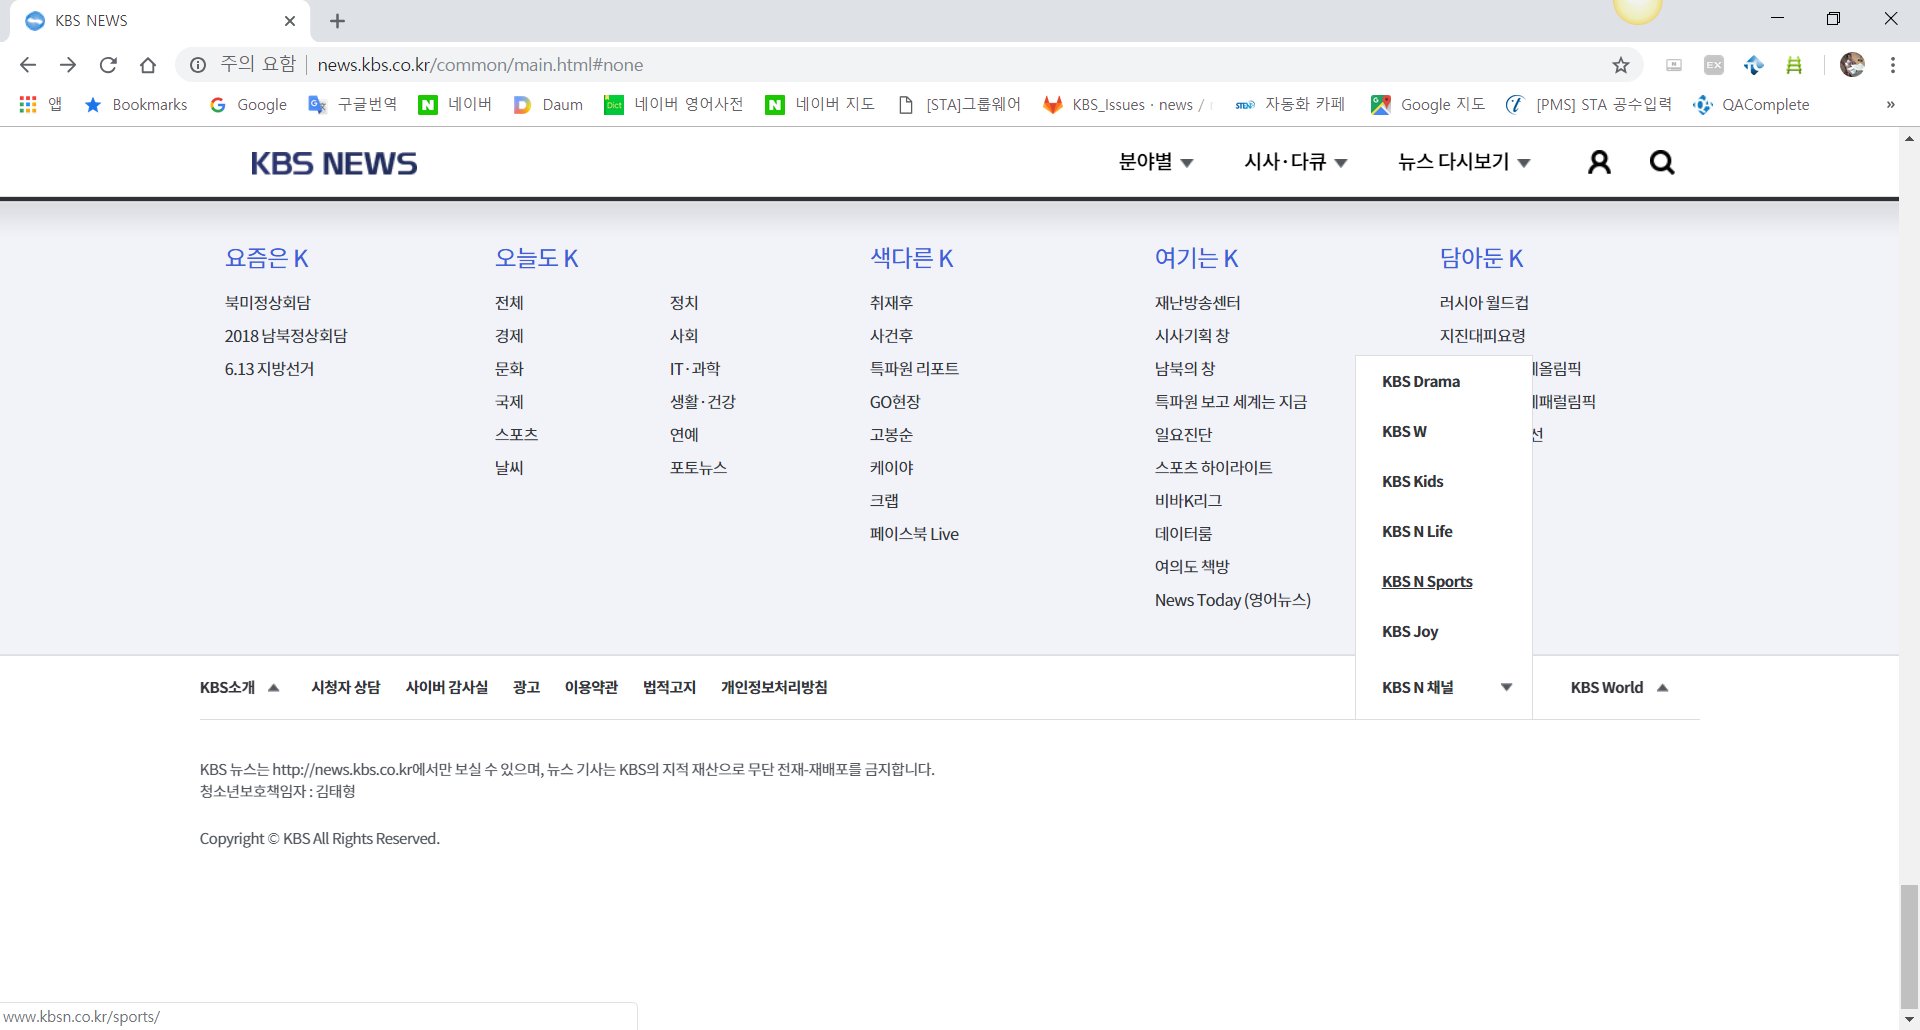 KBS NEWS
주의 요함 | news.kbs.co.kr/common/main.html#none
앱 Bookmarks Google 구글번역 네이버 Daum 네이버 영어사전 네이버 지도 [STA]그룹웨어 KBS_Issues · news / 자동화 카페 Google 지도 [PMS] STA 공수입력 QAComplete »
KBS NEWS 분야별 시사·다큐 뉴스 다시보기
요즘은 K
북미정상회담
2018 남북정상회담
6.13 지방선거
오늘도 K
전체 정치
경제 사회
문화 IT·과학
국제 생활·건강
스포츠 연예
날씨 포토뉴스
색다른 K
취재후
사건후
특파원 리포트
GO현장
고봉순
케이야
크랩
페이스북 Live
여기는 K
재난방송센터
시사기획 창
남북의 창
특파원 보고 세계는 지금
일요진단
스포츠 하이라이트
비바K리그
데이터룸
여의도 책방
News Today (영어뉴스)
담아둔 K
러시아 월드컵
지진대피요령
올림픽
패럴림픽
선
KBS Drama
KBS W
KBS Kids
KBS N Life
KBS N Sports
KBS Joy
KBS소개 시청자 상담 사이버 감사실 광고 이용약관 법적고지 개인정보처리방침 KBS N 채널 KBS World
KBS 뉴스는 http://news.kbs.co.kr에서만 보실 수 있으며, 뉴스 기사는 KBS의 지적 재산으로 무단 전재-재배포를 금지합니다.
청소년보호책임자 : 김태형
Copyright © KBS All Rights Reserved.
www.kbsn.co.kr/sports/